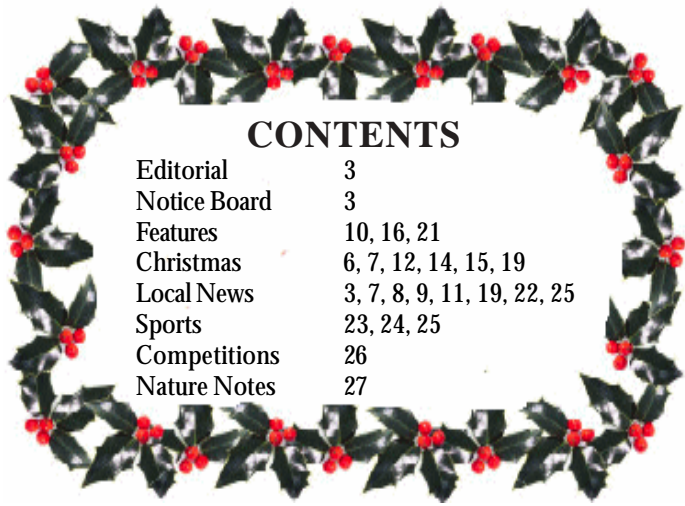 CONTENTS
Editorial 3
Notice Board 3
Features 10, 16, 21
Christmas 6, 7, 12, 14, 15, 19
Local News 3, 7, 8, 9, 11, 19, 22, 25
Sports 23, 24, 25
Competitions 26
Nature Notes 27